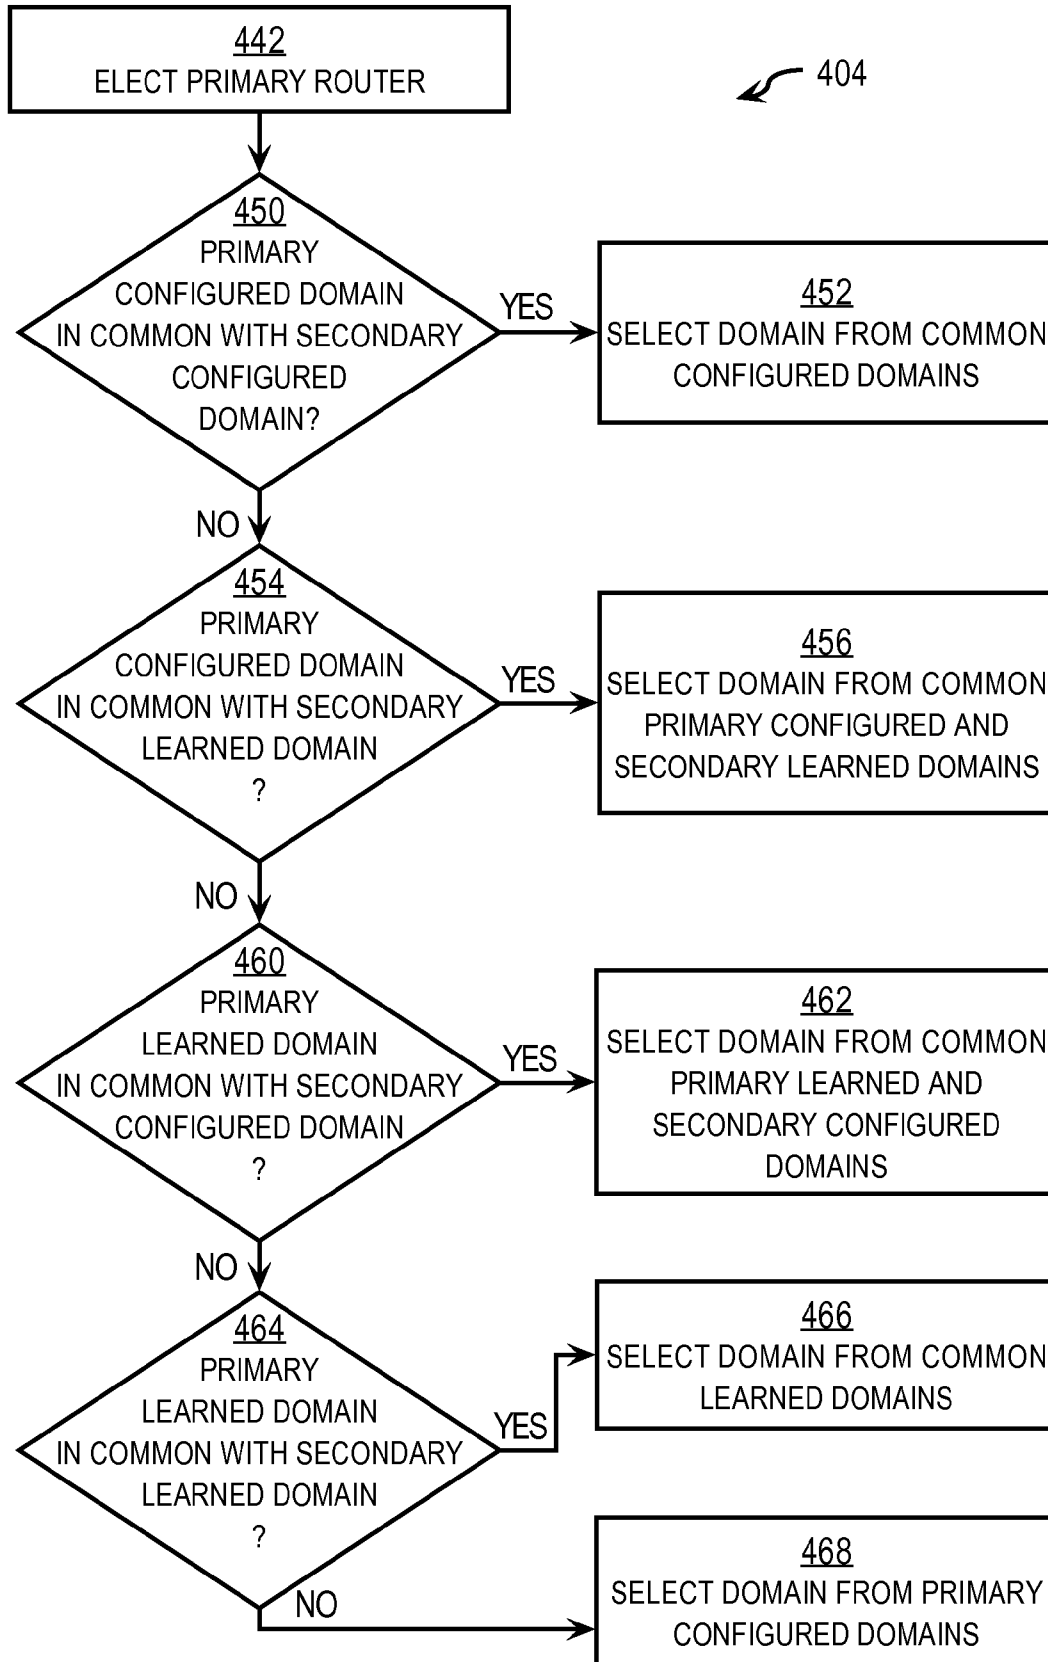 442
ELECT PRIMARY ROUTER
404
450
PRIMARY
CONFIGURED DOMAIN
IN COMMON WITH SECONDARY
CONFIGURED
DOMAIN?
YES
452
SELECT DOMAIN FROM COMMON
CONFIGURED DOMAINS
NO
454
PRIMARY
CONFIGURED DOMAIN
IN COMMON WITH SECONDARY
LEARNED DOMAIN
?
YES
456
SELECT DOMAIN FROM COMMON
PRIMARY CONFIGURED AND
SECONDARY LEARNED DOMAINS
NO
460
PRIMARY
LEARNED DOMAIN
IN COMMON WITH SECONDARY
CONFIGURED DOMAIN
?
YES
462
SELECT DOMAIN FROM COMMON
PRIMARY LEARNED AND
SECONDARY CONFIGURED
DOMAINS
NO
464
PRIMARY
LEARNED DOMAIN
IN COMMON WITH SECONDARY
LEARNED DOMAIN
?
YES
466
SELECT DOMAIN FROM COMMON
LEARNED DOMAINS
NO
468
SELECT DOMAIN FROM PRIMARY
CONFIGURED DOMAINS